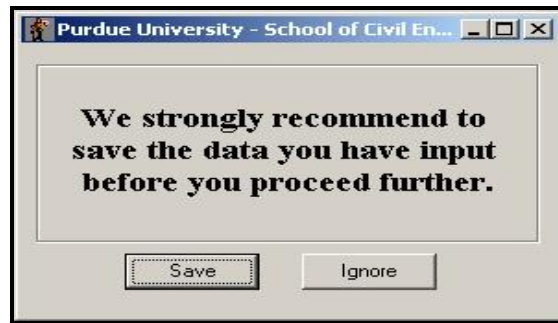 Purdue University - School of Civil En...
We strongly recommend to
save the data you have input
before you proceed further.
Save
Ignore